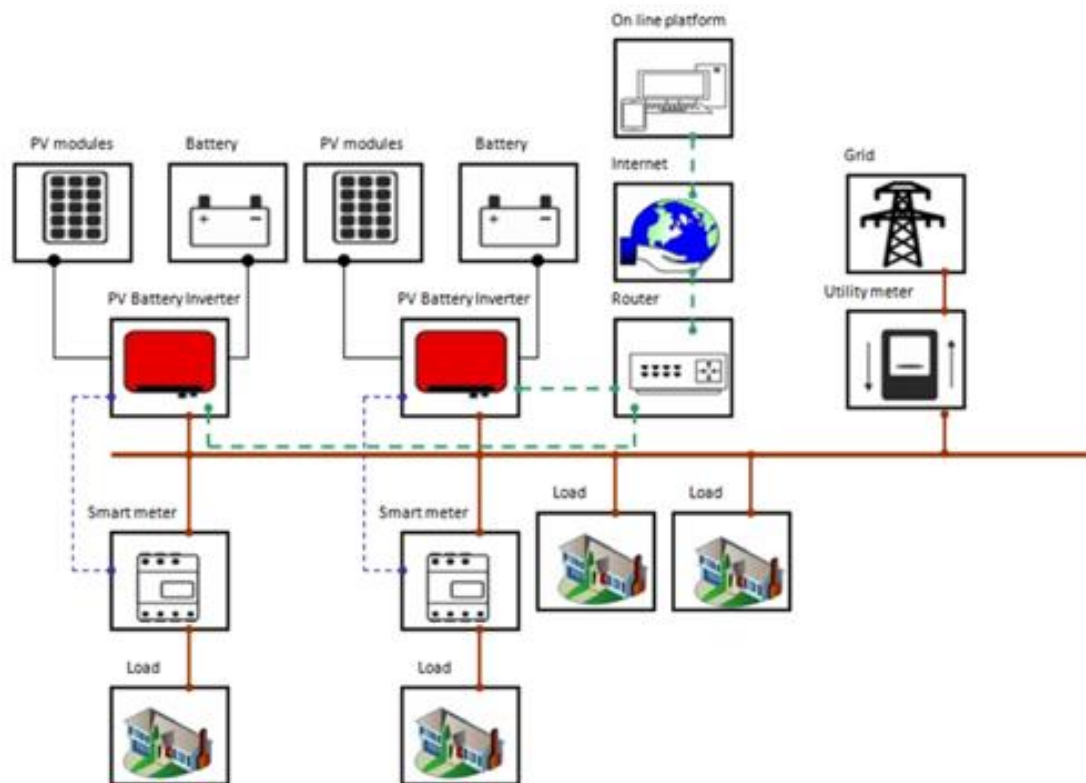 On line platform
PV modules
Battery
PV modules
Battery
Internet
Grid
PV Battery Inverter
PV Battery Inverter
Router
Utility meter
Smart meter
Smart meter
Load
Load
Load
Load